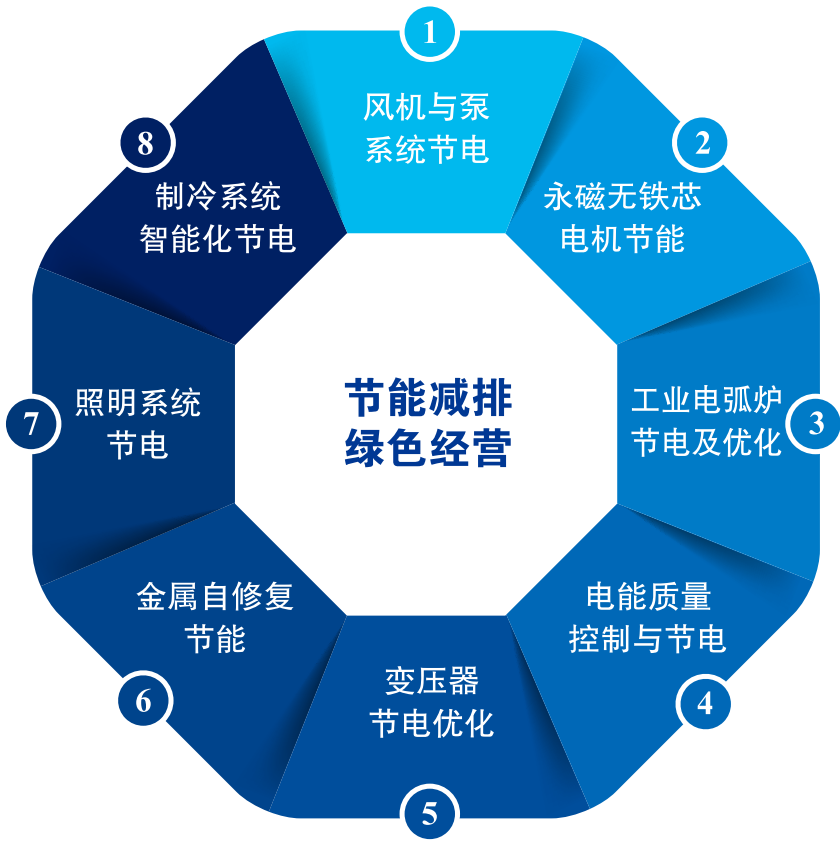 1
风机与泵
系统节电
2
永磁无铁芯
电机节能
3
工业电弧炉
节电及优化
4
电能质量
控制与节电
5
变压器
节电优化
6
金属自修复
节能
7
照明系统
节电
8
制冷系统
智能化节电
节能减排
绿色经营